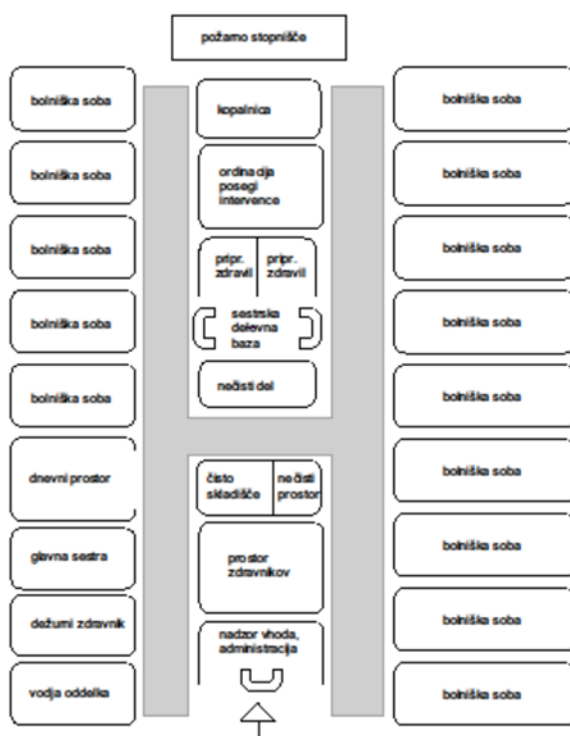 požarno stopnišče
bolniška soba
bolniška soba
bolniška soba
bolniška soba
bolniška soba
dnevni prostor
glavna sestra
dežurni zdravnik
vodja oddelka
kopalnica
ordinacija
posegi
intervence
pripr.
zdravil
pripr.
zdravil
sestrska
delevna
baza
nečisti del
čisto
skladišče
nečisti
prostor
prostor
zdravnikov
nadzor vhoda,
administracija
bolniška soba
bolniška soba
bolniška soba
bolniška soba
bolniška soba
bolniška soba
bolniška soba
bolniška soba
bolniška soba